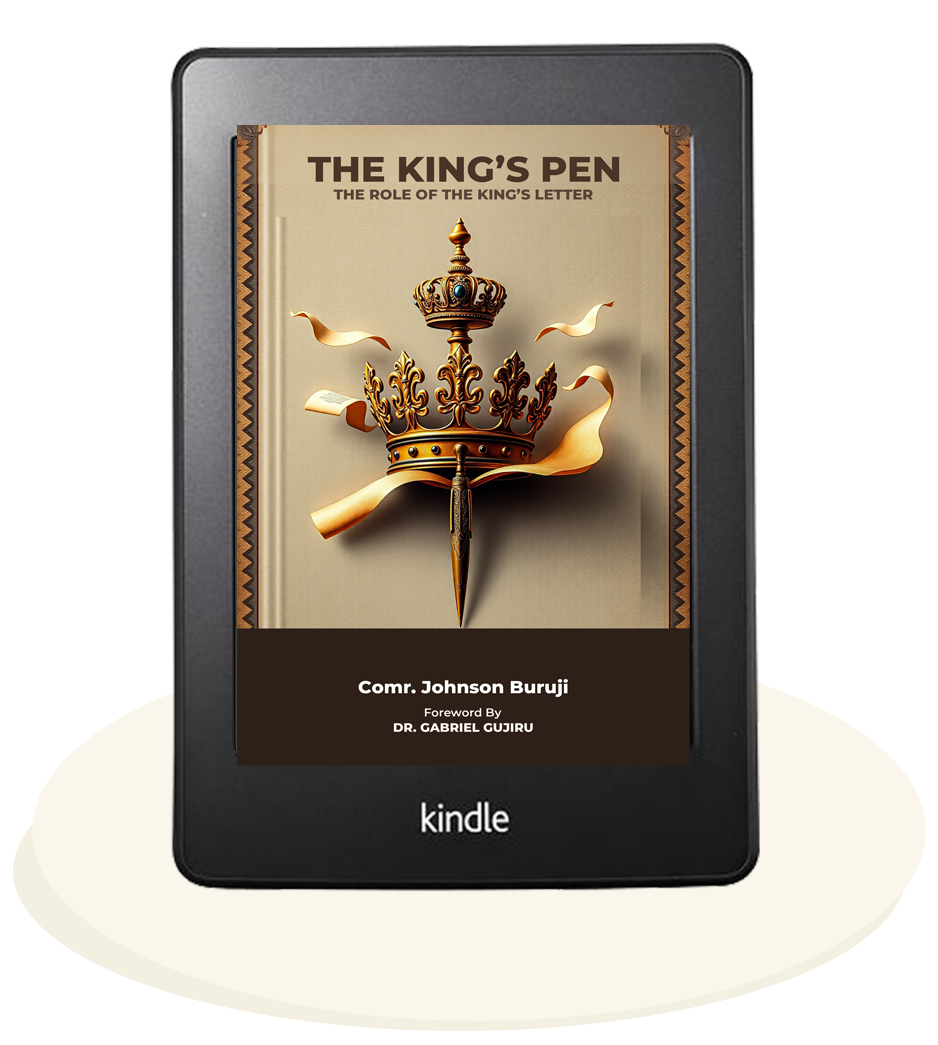 THE KING’S PEN
THE ROLE OF THE KING’S LETTER
Comr. Johnson Buruji
Foreword By
DR. GABRIEL GUJIRU
kindle